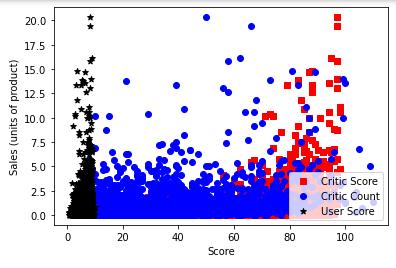 20.0
17.5
15.0
12.5
10.0
7.5
5.0
2.5
0.0
Sales (units of product)
0 20 40 60 80 100
Score
Critic Score
Critic Count
User Score